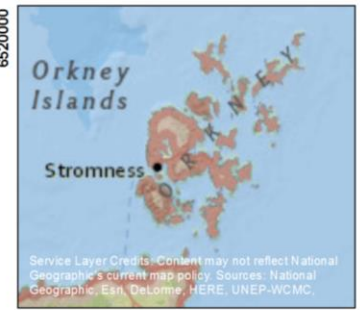 6520000
Orkney
Islands
ORKNEY
Stromness
Service Layer Credits: Content may not reflect National
Geographic's current map policy. Sources: National
Geographic, Esri, DeLorme, HERE, UNEP-WCMC,